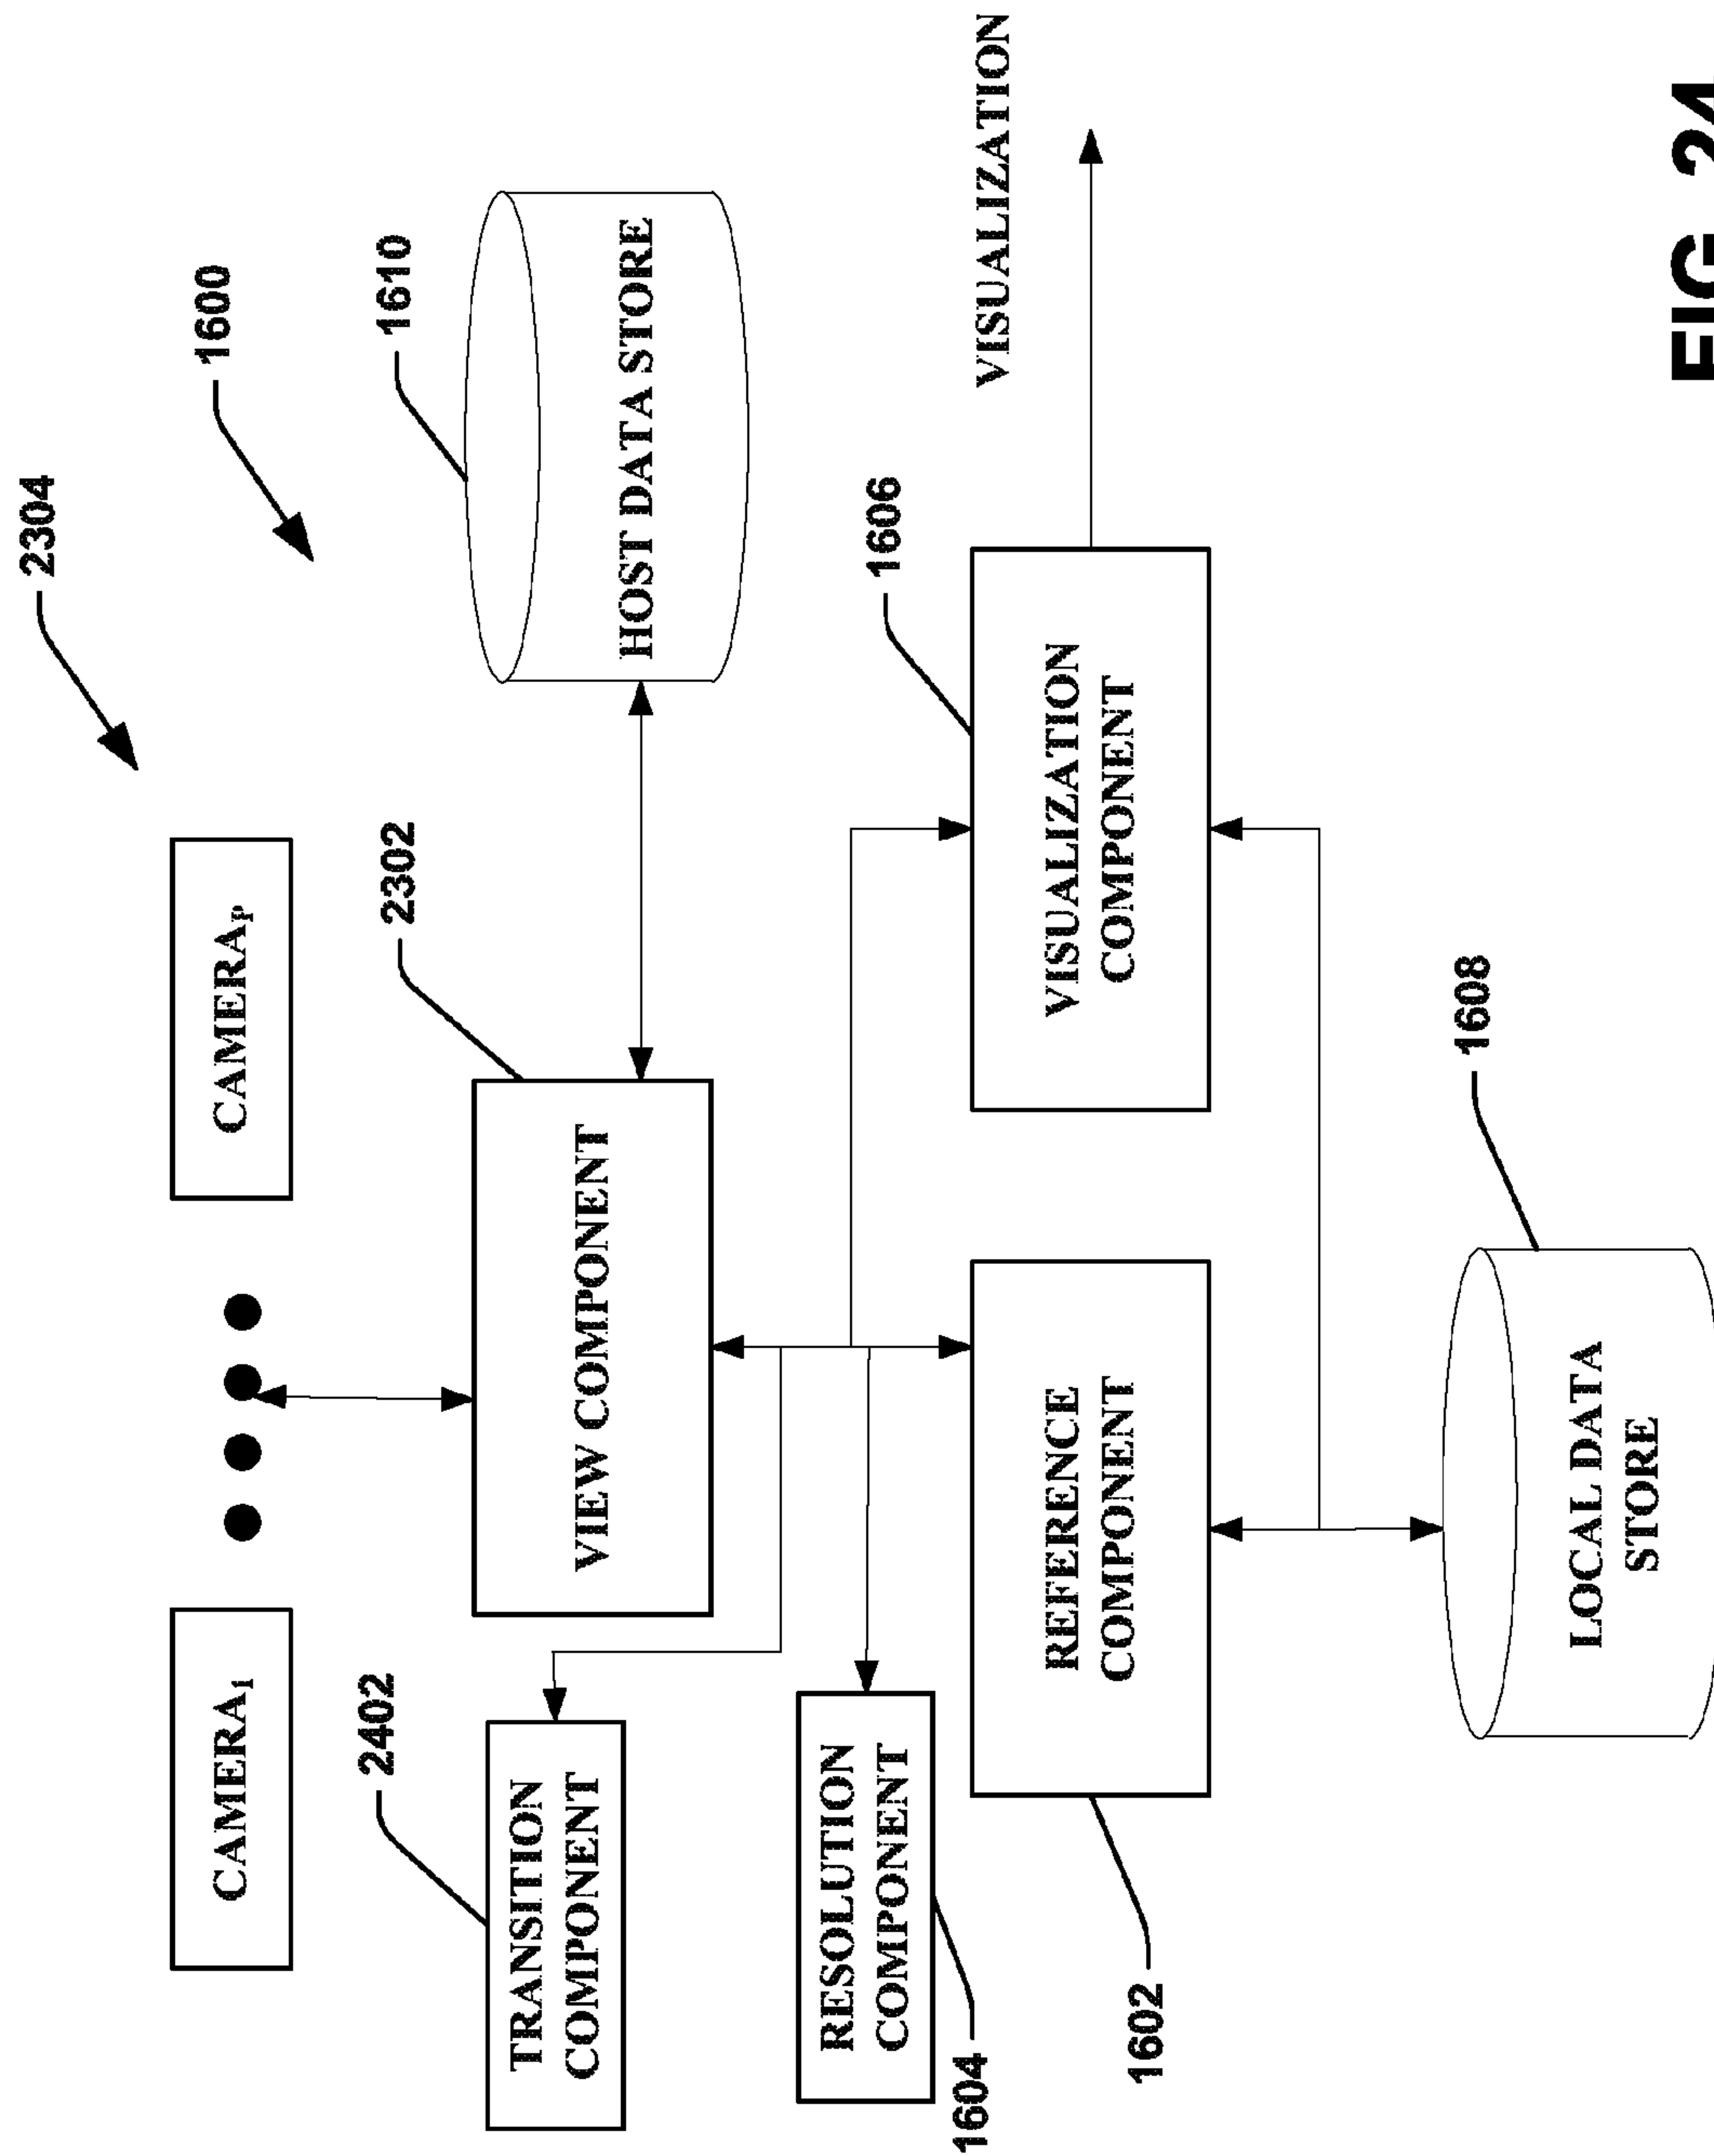 2304
1600
CAMERA1
CAMERAP
2402
2302
1610
TRANSITION
COMPONENT
VIEW COMPONENT
HOST DATA STORE
1606
RESOLUTION
COMPONENT
1604
REFERENCE
COMPONENT
VISUALIZATION
COMPONENT
VISUALIZATION
1602
1608
LOCAL DATA
STORE
FIG. 24